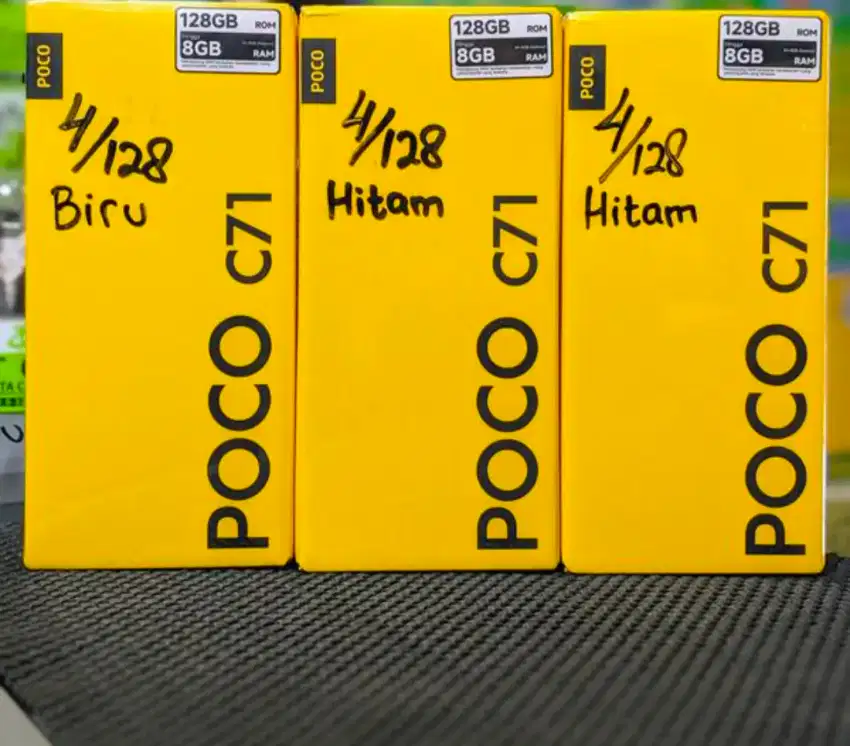 POCO
128GB ROM
8GB RAM
4/128
Biru
POCO C71
POCO
128GB ROM
8GB RAM
4/128
Hitam
POCO C71
POCO
128GB ROM
8GB RAM
4/128
Hitam
POCO C71